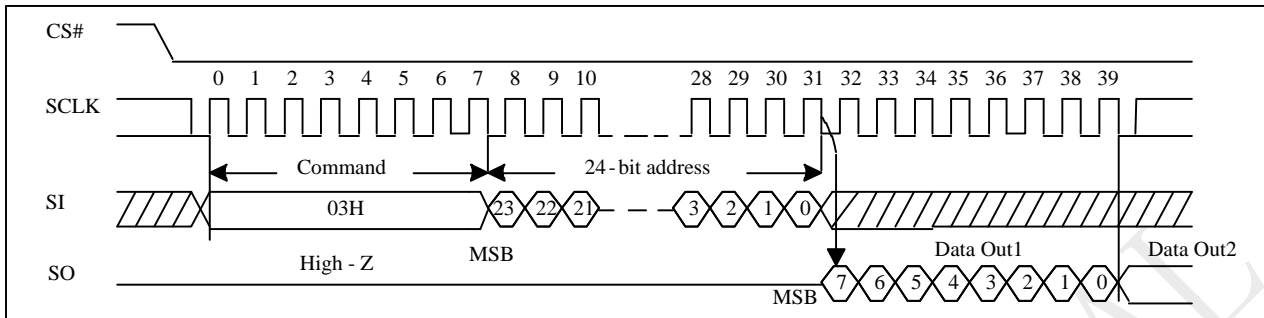 CS#
0 1 2 3 4 5 6 7 8 9 10 28 29 30 31 32 33 34 35 36 37 38 39
SCLK
Command 24-bit address
SI 03H 23 22 21 3 2 1 0
High - Z MSB Data Out1 Data Out2
SO MSB 7 6 5 4 3 2 1 0